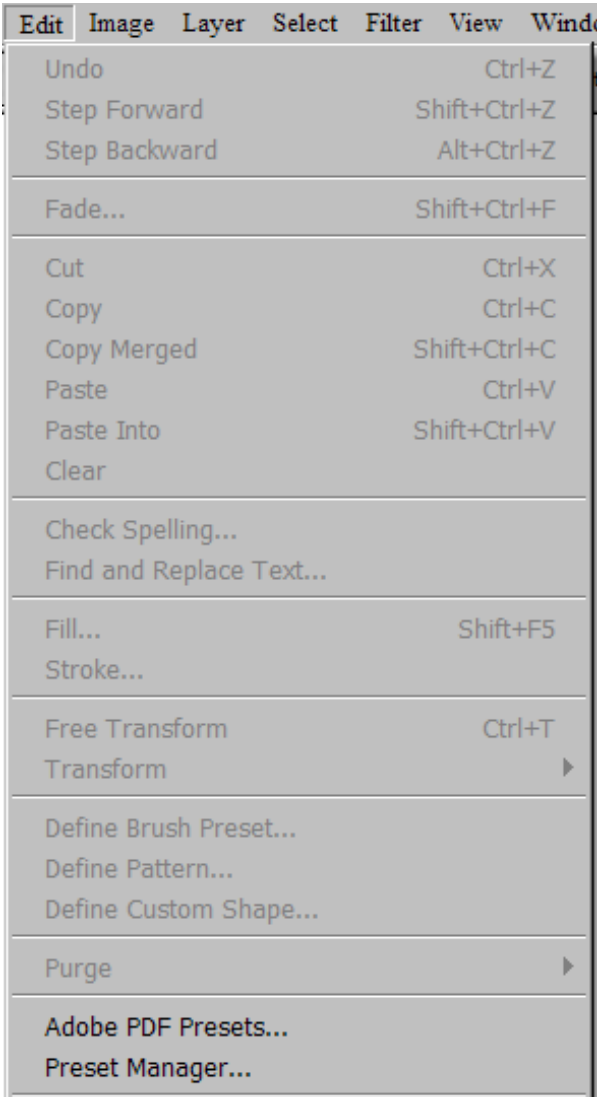 Edit Image Layer Select Filter View
Undo Ctrl+Z
Step Forward Shift+Ctrl+Z
Step Backward Alt+Ctrl+Z
Fade... Shift+Ctrl+F
Cut Ctrl+X
Copy Ctrl+C
Copy Merged Shift+Ctrl+C
Paste Ctrl+V
Paste Into Shift+Ctrl+V
Clear
Check Spelling...
Find and Replace Text...
Fill... Shift+F5
Stroke...
Free Transform Ctrl+T
Transform
Define Brush Preset...
Define Pattern...
Define Custom Shape...
Purge
Adobe PDF Presets...
Preset Manager...